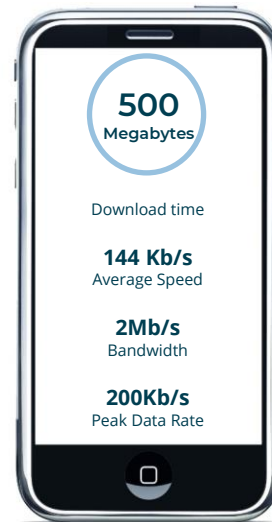 500
Megabytes
Download time
144 Kb/s
Average Speed
2Mb/s
Bandwidth
200Kb/s
Peak Data Rate